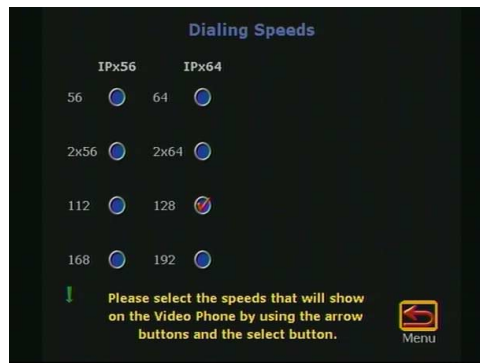 Dialing Speeds
IPx56 IPx64
56 64
2x56 2x64
112 128
168 192
! Please select the speeds that will show
on the Video Phone by using the arrow
buttons and the select button.
Menu